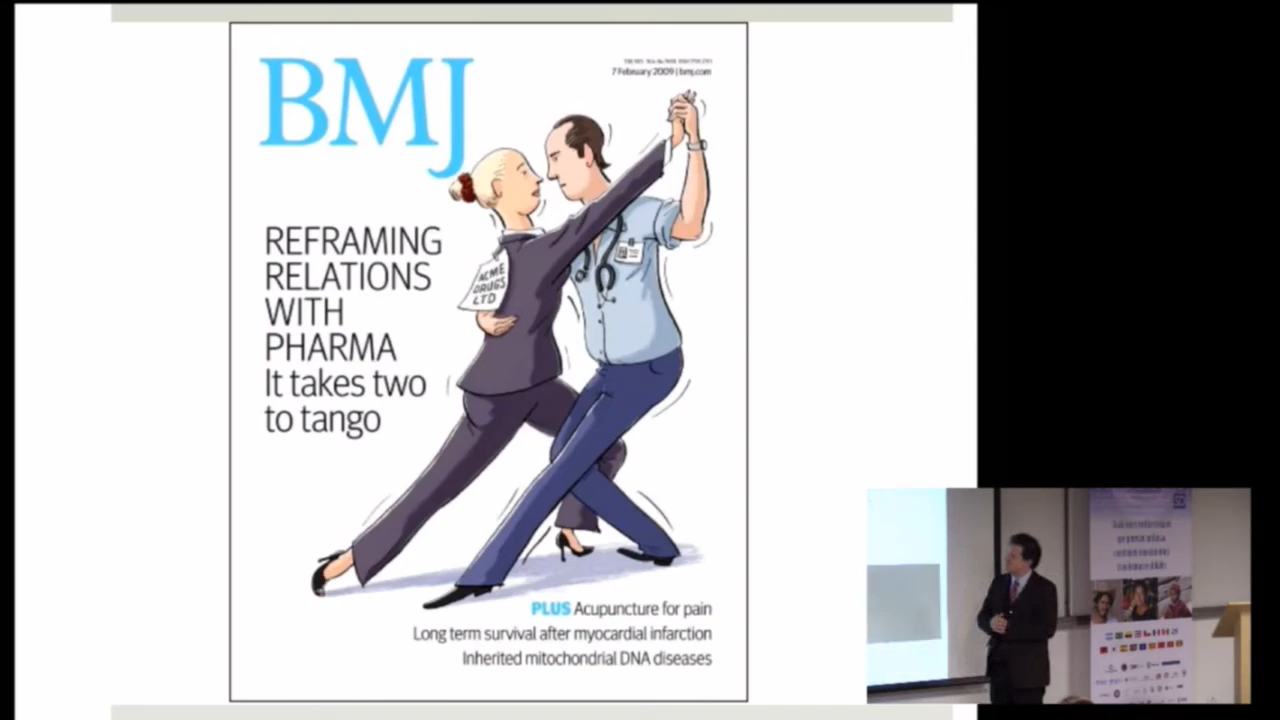 BMJ
7 February 2009 | bmj.com
REFRAMING
RELATIONS
WITH
PHARMA
It takes two
to tango
ACME
DRUGS
LTD
PLUS Acupuncture for pain
Long term survival after myocardial infarction
Inherited mitochondrial DNA diseases